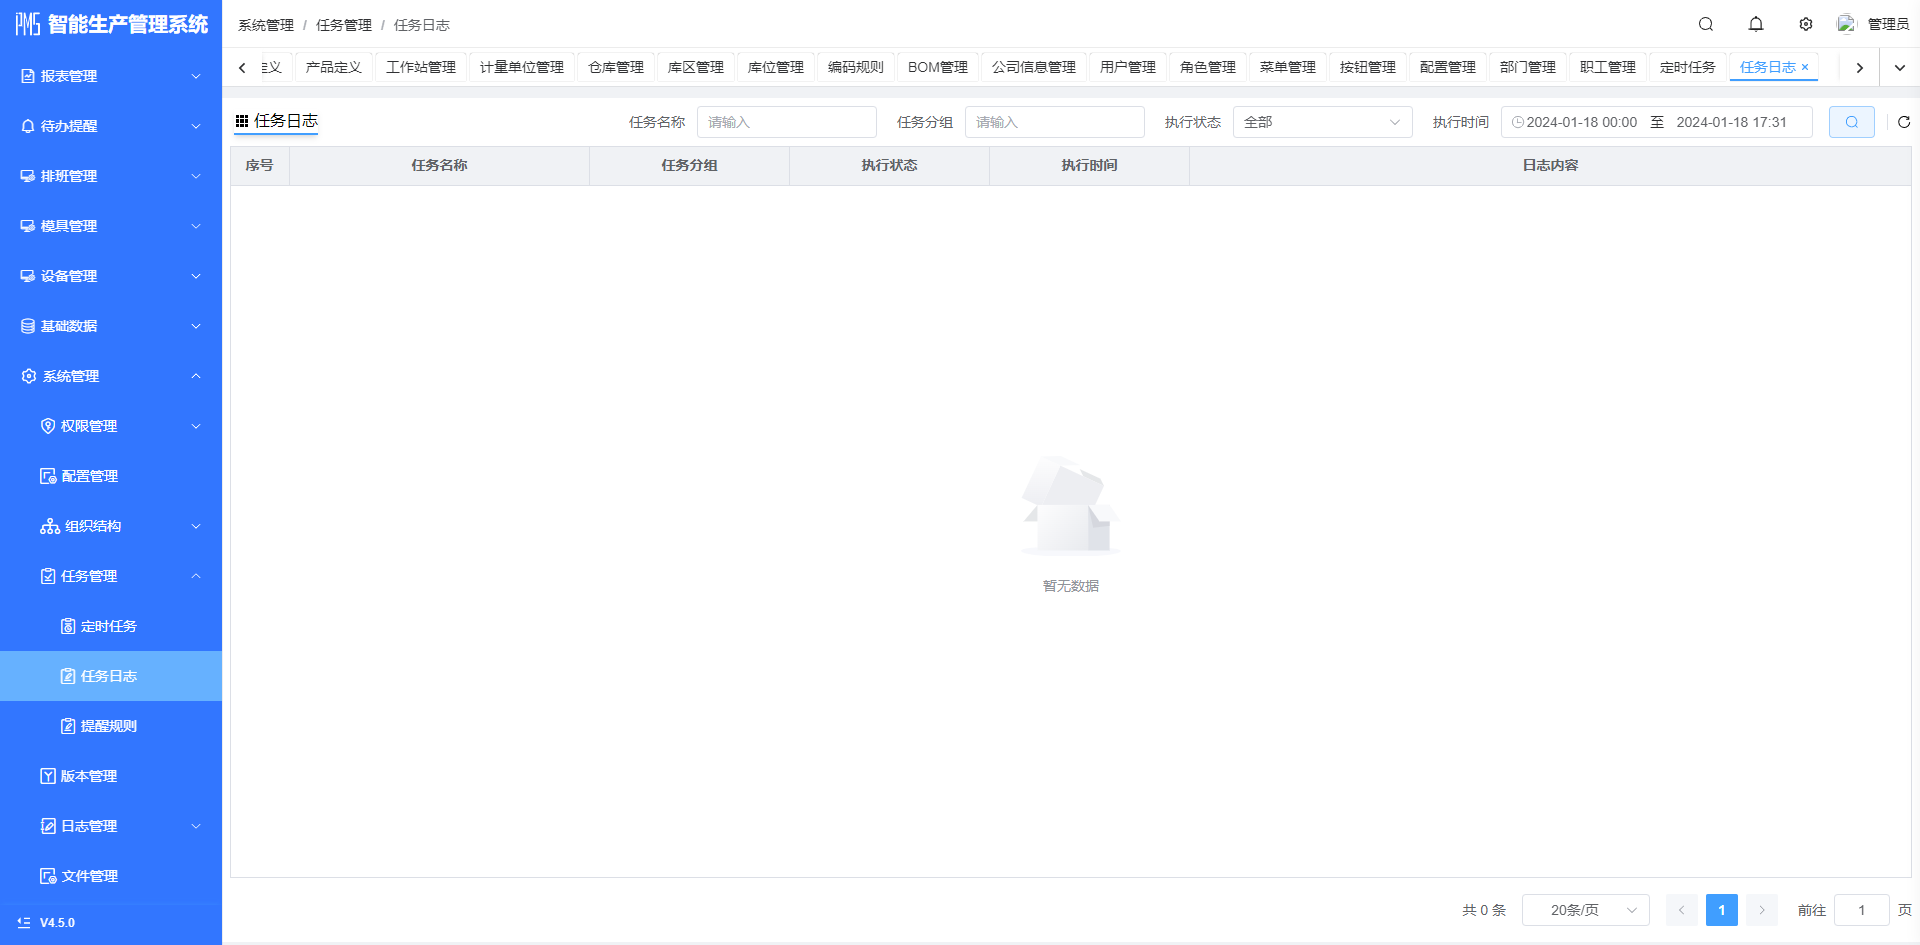 PMS 智能生产管理系统
系统管理 / 任务管理 / 任务日志
管理员
产品定义 工作站管理 计量单位管理 仓库管理 库区管理 库位管理 编码规则 BOM管理 公司信息管理 用户管理 角色管理 菜单管理 按钮管理 配置管理 部门管理 职工管理 定时任务 任务日志 ×
报表管理
待办提醒
排班管理
模具管理
设备管理
基础数据
系统管理
权限管理
配置管理
组织结构
任务管理
定时任务
任务日志
提醒规则
版本管理
日志管理
文件管理
V4.5.0
任务日志 任务名称 请输入 任务分组 请输入 执行状态 全部 执行时间 2024-01-18 00:00 至 2024-01-18 17:31
序号 任务名称 任务分组 执行状态 执行时间 日志内容
暂无数据
共 0 条 20条/页 1 前往 1 页